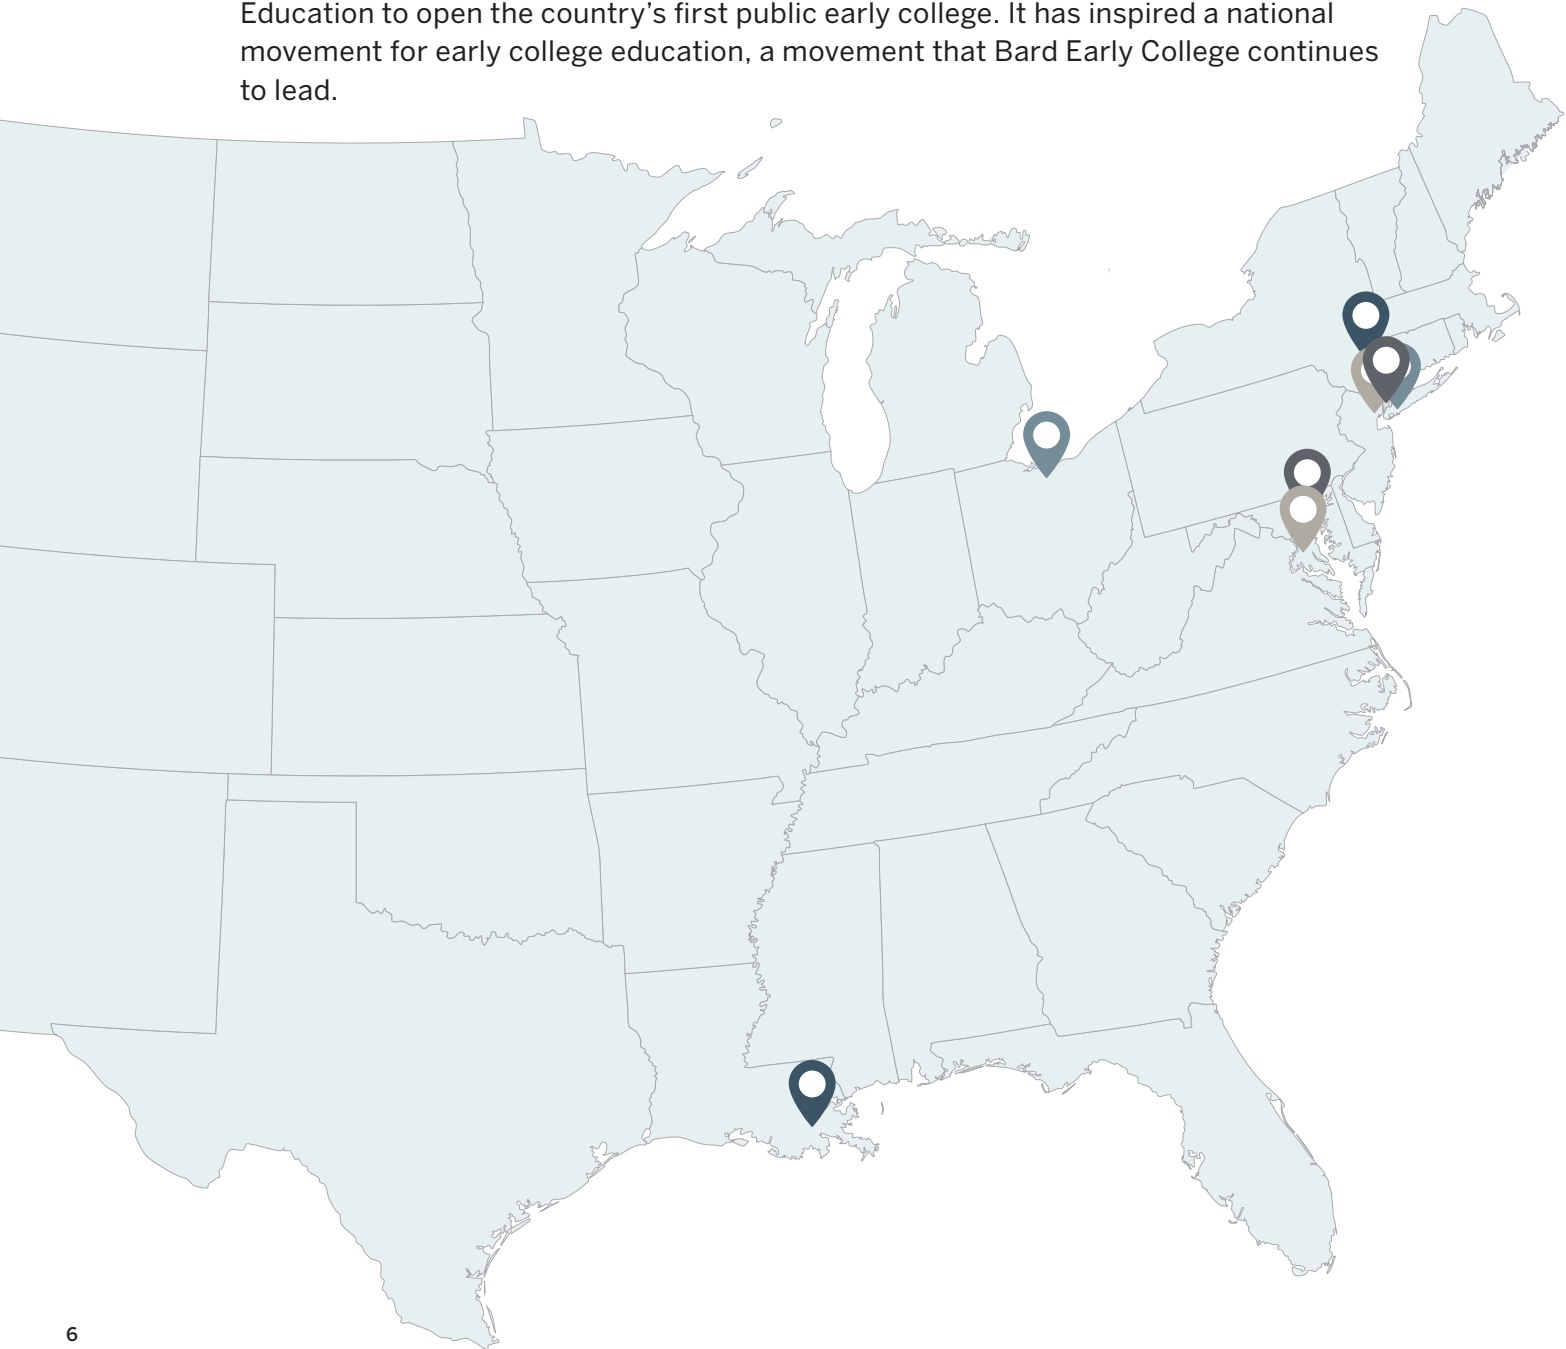 Education to open the country’s first public early college. It has inspired a national
movement for early college education, a movement that Bard Early College continues
to lead.
6